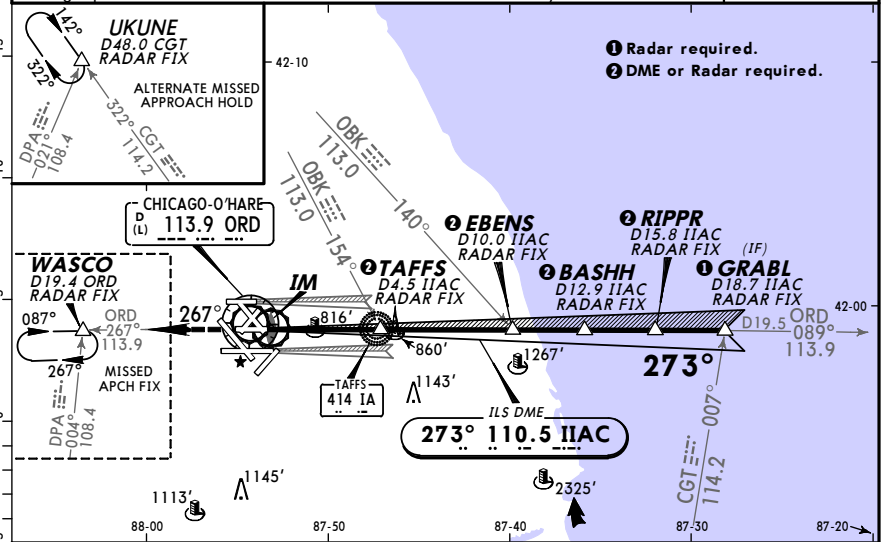 142°
322°
UKUNE
D48.0 CGT
RADAR FIX
ALTERNATE MISSED
APPROACH HOLD
DPA
021°
108.4
322°
CGT
114.2
42-10
❶ Radar required.
❷ DME or Radar required.
OBK
113.0
140°
OBK
113.0
154°
CHICAGO-O'HARE
D
(L)
113.9 ORD
WASCO
D19.4 ORD
RADAR FIX
087°
267°
ORD
267°
113.9
MISSED
APCH FIX
DPA
004°
108.4
267°
IM
❷ TAFFS
D4.5 IIAC
RADAR FIX
❷ EBENS
D10.0 IIAC
RADAR FIX
❷ BASHH
D12.9 IIAC
RADAR FIX
❷ RIPPR
D15.8 IIAC
RADAR FIX
(IF)
❶ GRABL
D18.7 IIAC
RADAR FIX
42-00
D19.5
ORD
089°
113.9
816'
860'
1267'
273°
TAFFS
414 IA
1143'
ILS DME
273° 110.5 IIAC
CGT
007°
114.2
1145'
1113'
2325'
88-00
87-50
87-40
87-30
87-20